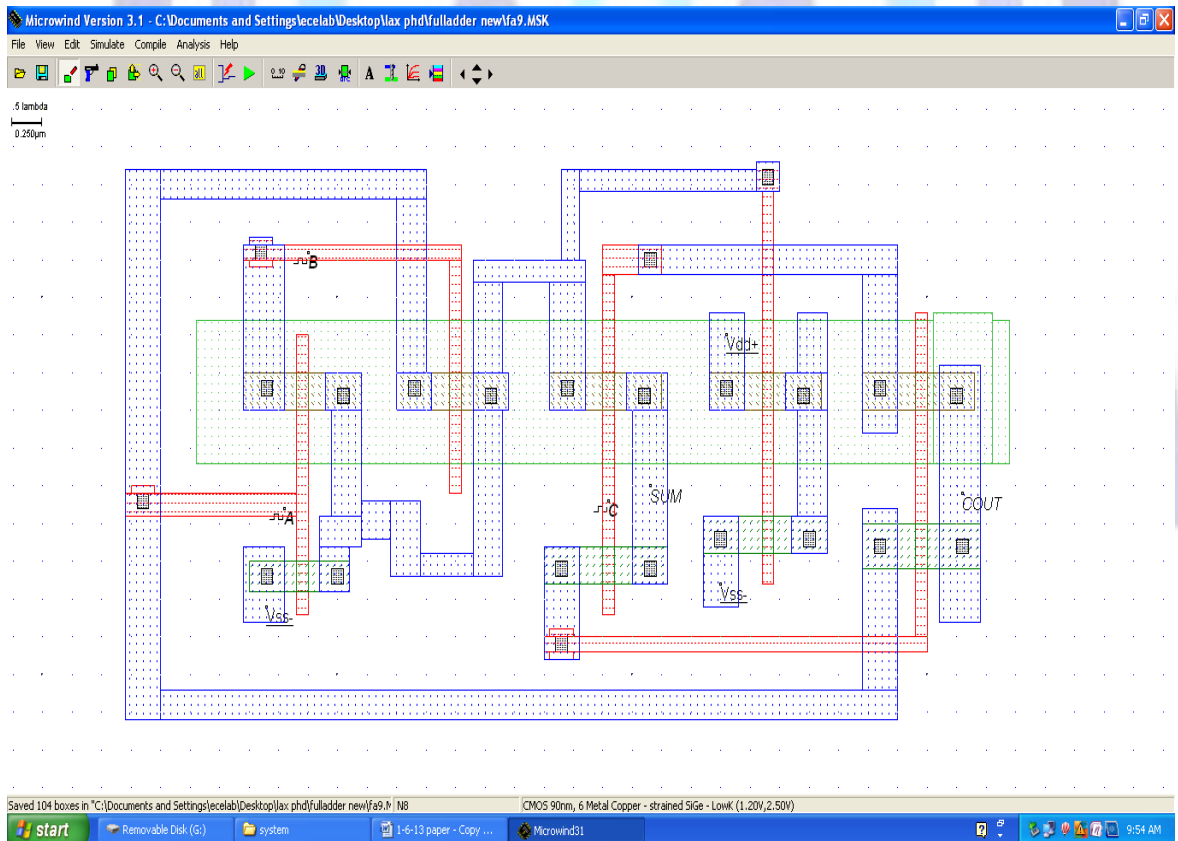 Microwind Version 3.1 - C:\Documents and Settings\ecelab\Desktop\lax phd\fulladder new\fa9.MSK
File View Edit Simulate Compile Analysis Help
.5 lambda
0.250µm
B
Vdd+
A
C
SUM
COUT
Vss-
Vss-
Saved 104 boxes in "C:\Documents and Settings\ecelab\Desktop\lax phd\fulladder new\fa9.M N8 CMOS 90nm, 6 Metal Copper - strained SiGe - LowK (1.20V,2.50V)
start Removable Disk (G:) system 1-6-13 paper - Copy ... Microwind31 9:54 AM